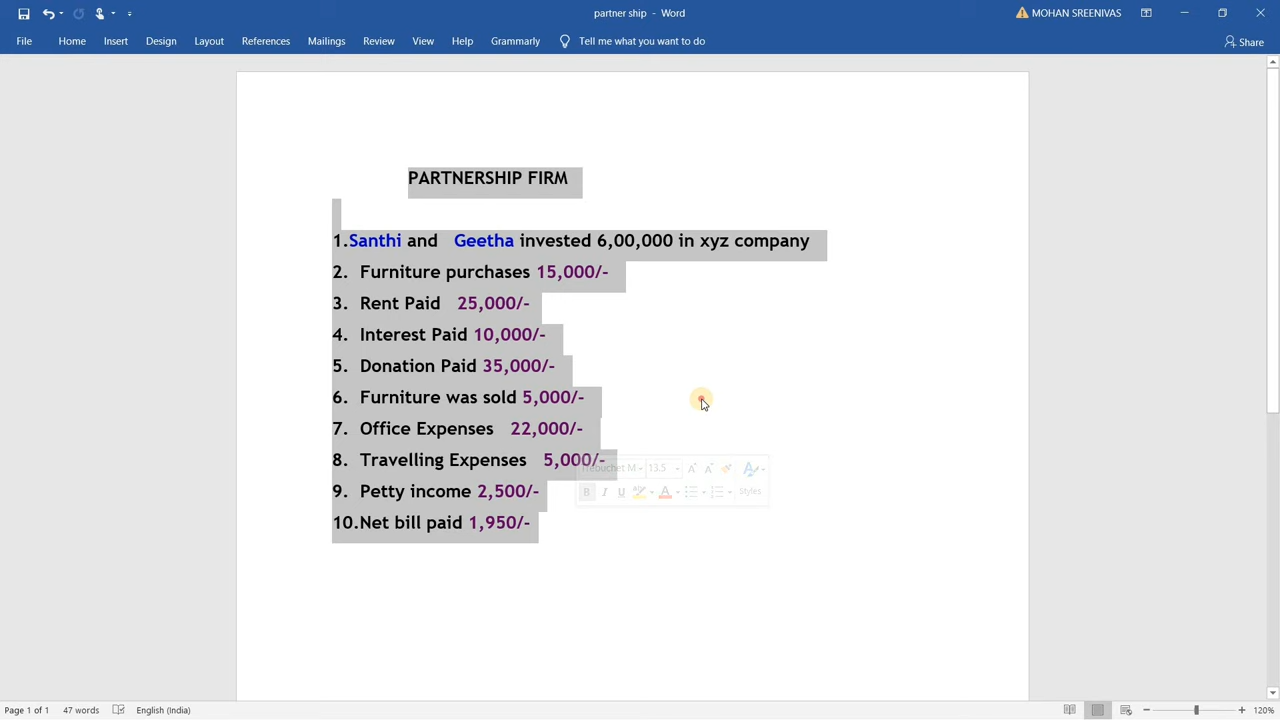 partner ship - Word
MOHAN SREENIVAS
File Home Insert Design Layout References Mailings Review View Help Grammarly Tell me what you want to do
Share
PARTNERSHIP FIRM
1.Santhi and Geetha invested 6,00,000 in xyz company
2. Furniture purchases 15,000/-
3. Rent Paid 25,000/-
4. Interest Paid 10,000/-
5. Donation Paid 35,000/-
6. Furniture was sold 5,000/-
7. Office Expenses 22,000/-
8. Travelling Expenses 5,000/-
Trebuchet M 13.5
B I U A Styles
9. Petty income 2,500/-
10.Net bill paid 1,950/-
Page 1 of 1 47 words English (India) 120%